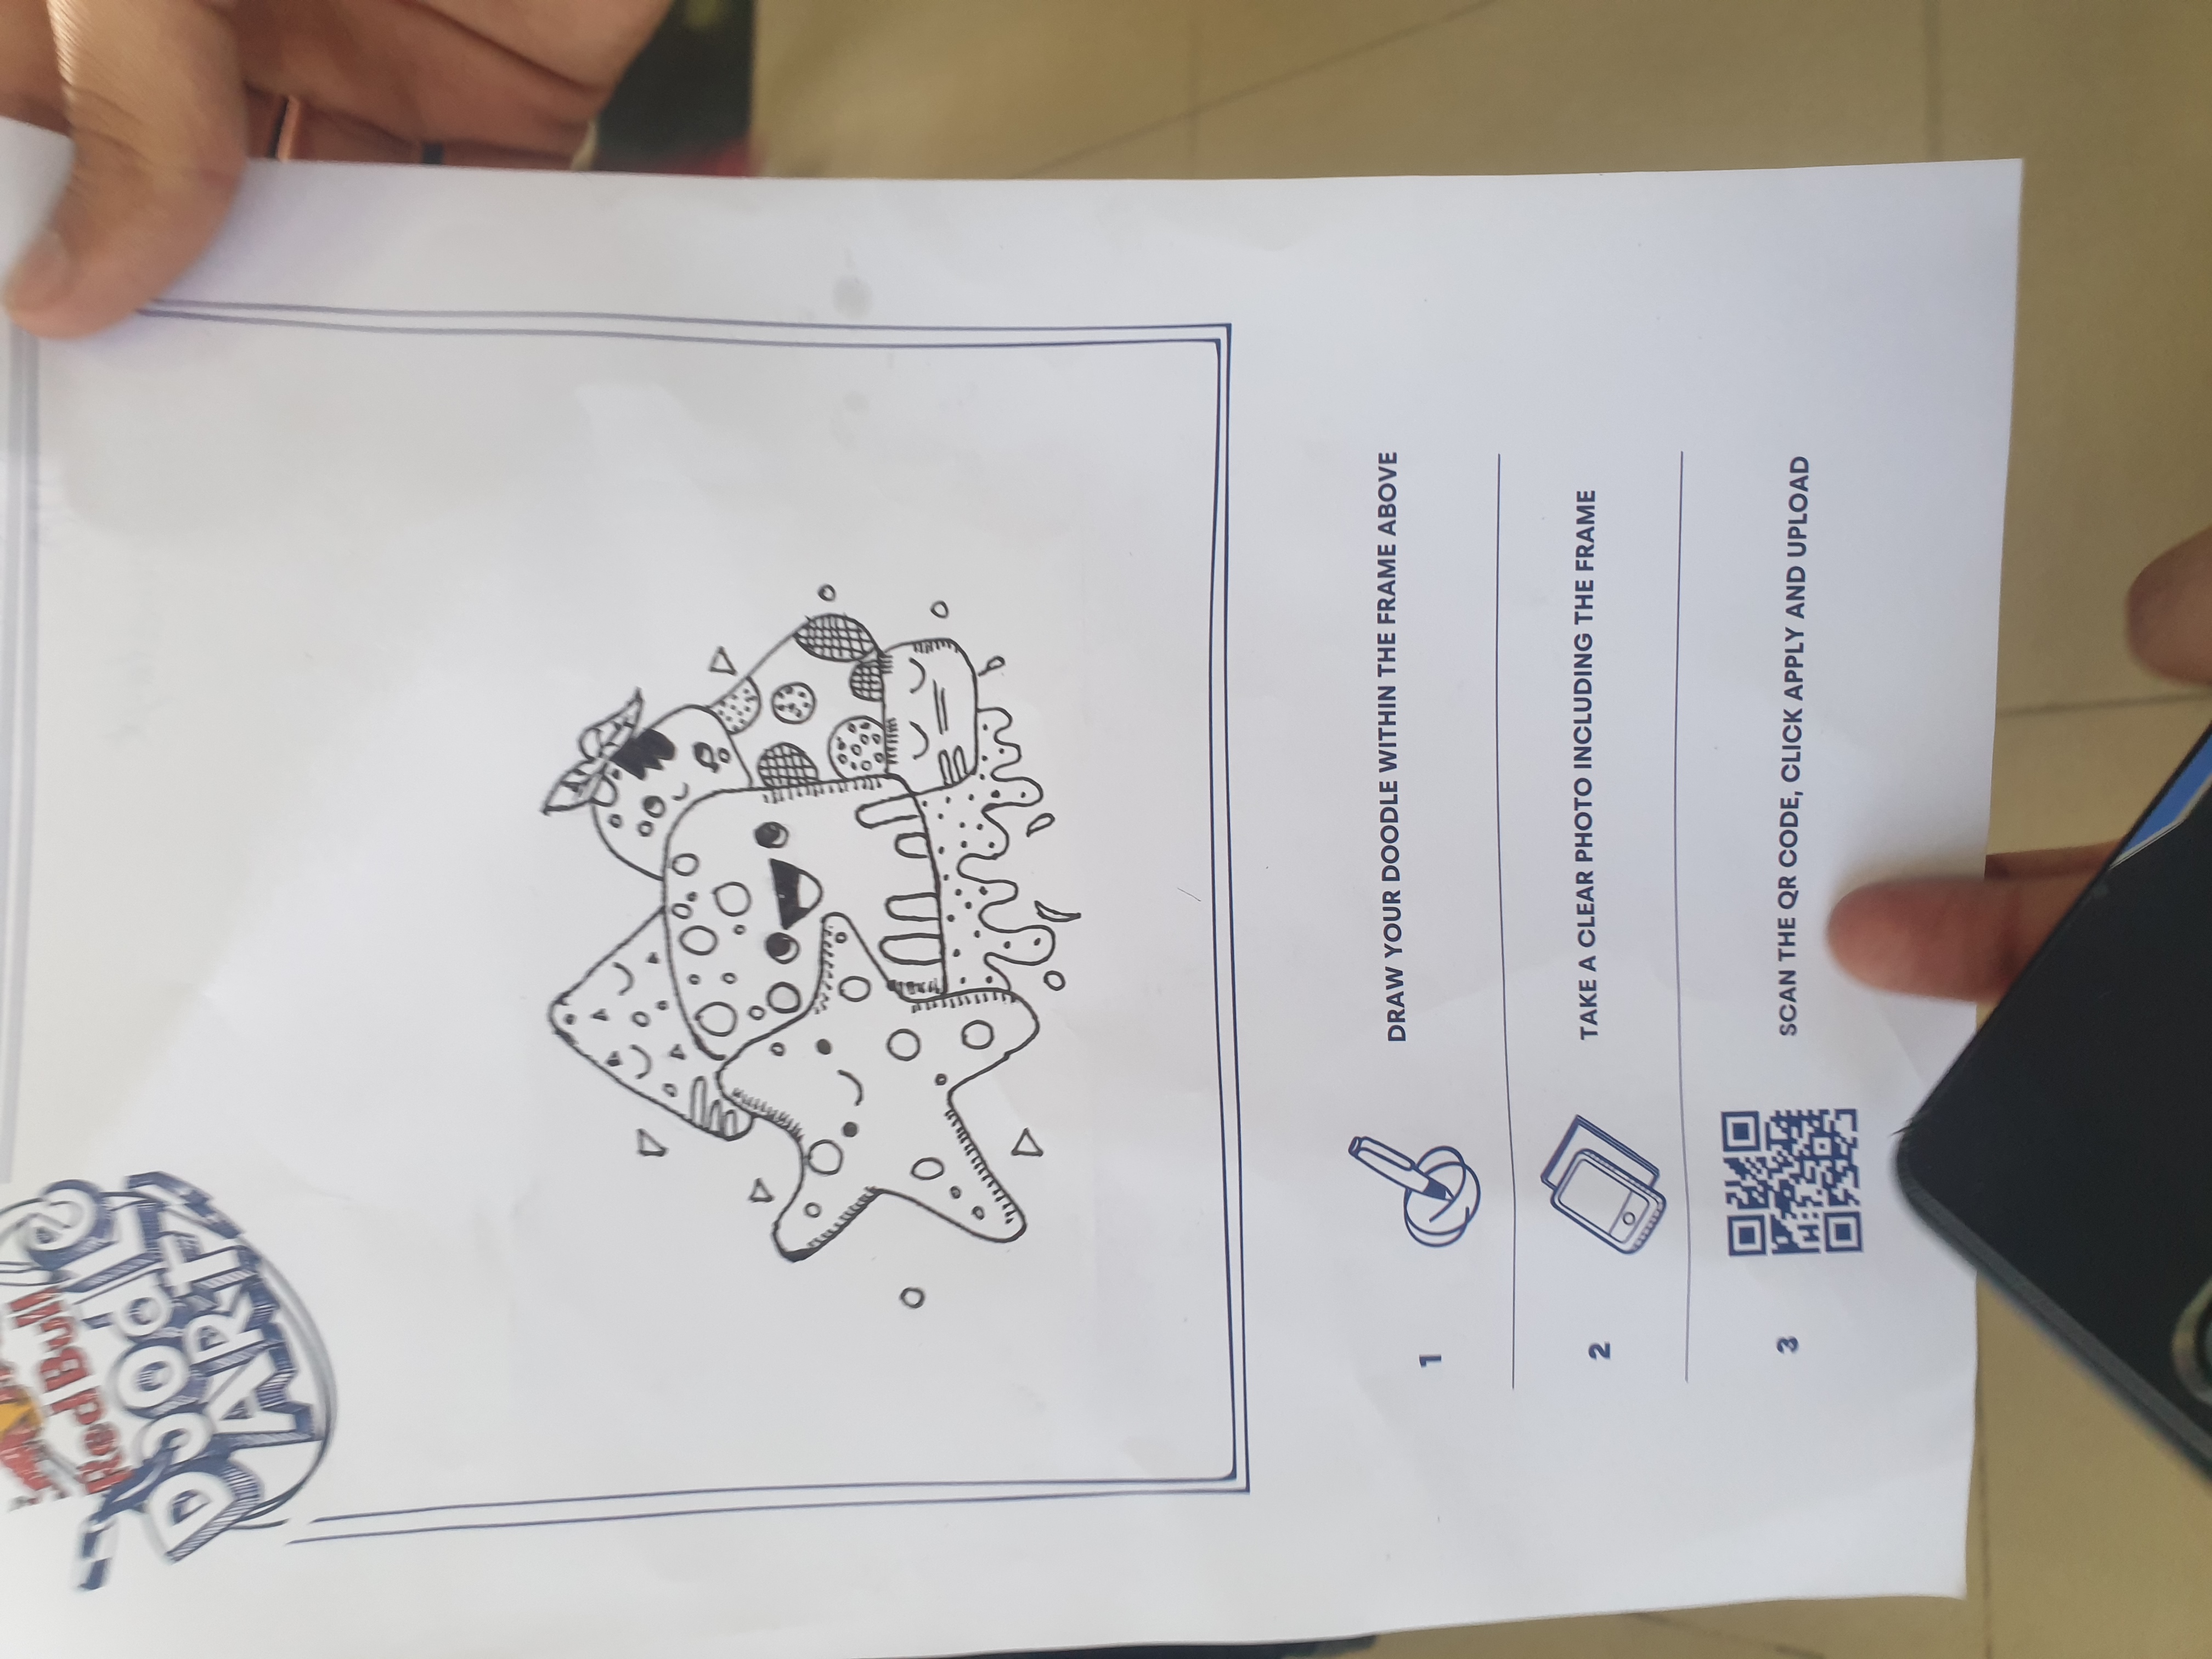 Red Bull
DOODLE
ART
1
DRAW YOUR DOODLE WITHIN THE FRAME ABOVE
2
TAKE A CLEAR PHOTO INCLUDING THE FRAME
3
SCAN THE QR CODE, CLICK APPLY AND UPLOAD